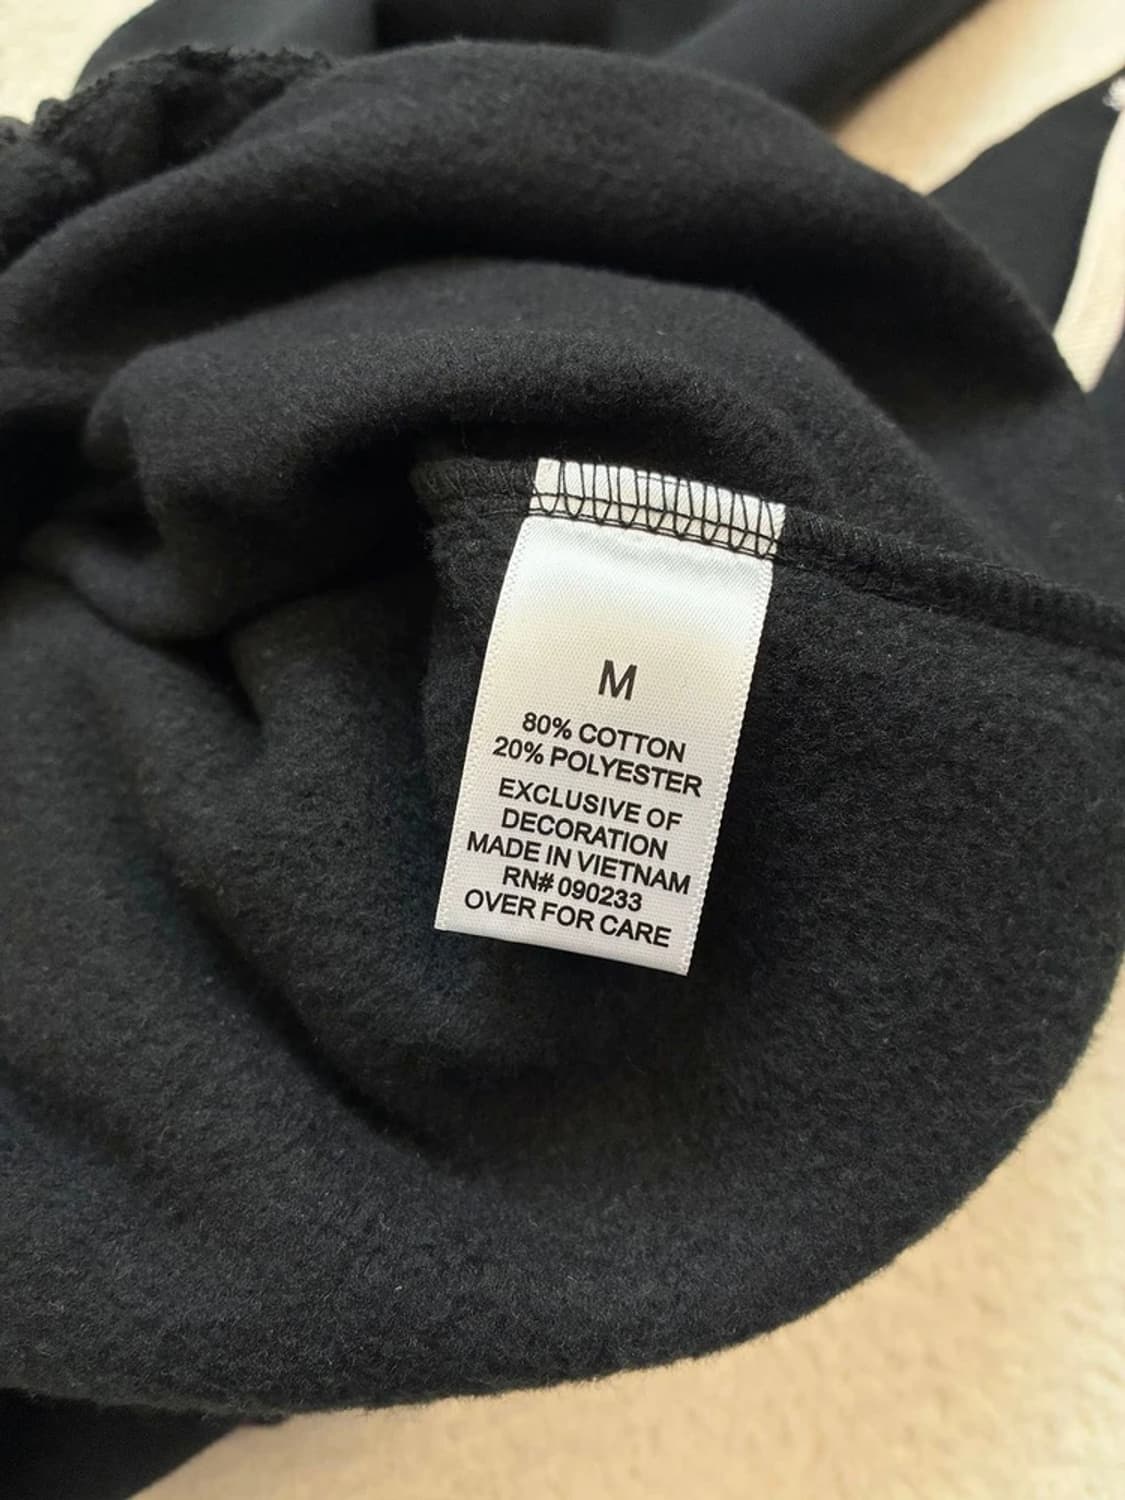 M
80% COTTON
20% POLYESTER
EXCLUSIVE OF
DECORATION
MADE IN VIETNAM
RN# 090233
OVER FOR CARE